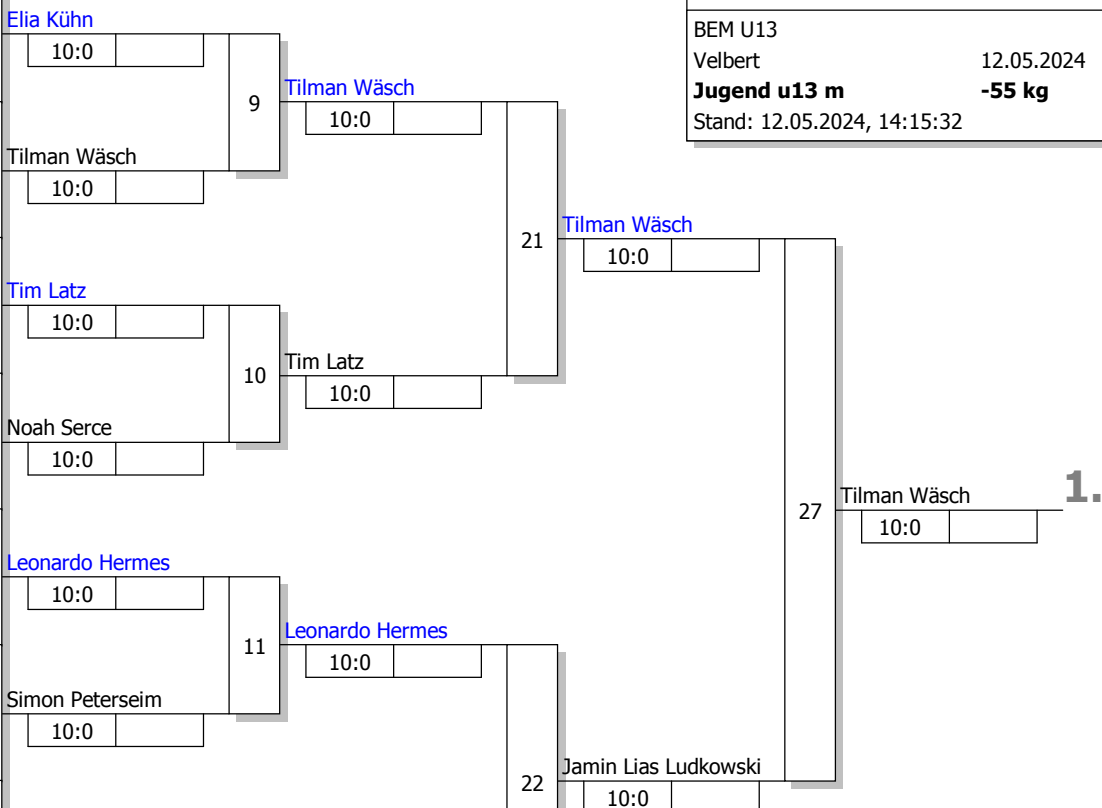 BEM U13
Velbert 12.05.2024
Jugend u13 m -55 kg
Stand: 12.05.2024, 14:15:32
Elia Kühn
10:0
9
Tilman Wäsch
10:0
Tilman Wäsch
10:0
21
Tilman Wäsch
10:0
Tim Latz
10:0
10
Tim Latz
10:0
Noah Serce
10:0
27
Tilman Wäsch
10:0
1.
Leonardo Hermes
10:0
11
Leonardo Hermes
10:0
Simon Peterseim
10:0
22
Jamin Lias Ludkowski
10:0